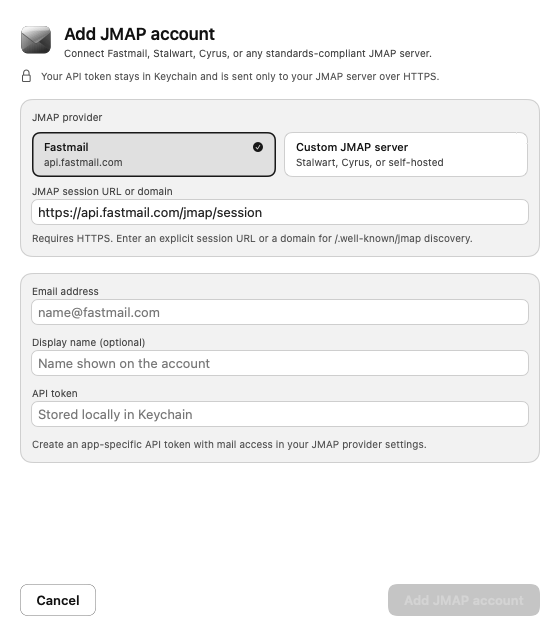 Add JMAP account
Connect Fastmail, Stalwart, Cyrus, or any standards-compliant JMAP server.
Your API token stays in Keychain and is sent only to your JMAP server over HTTPS.
JMAP provider
Fastmail
api.fastmail.com
Custom JMAP server
Stalwart, Cyrus, or self-hosted
JMAP session URL or domain
https://api.fastmail.com/jmap/session
Requires HTTPS. Enter an explicit session URL or a domain for /.well-known/jmap discovery.
Email address
name@fastmail.com
Display name (optional)
Name shown on the account
API token
Stored locally in Keychain
Create an app-specific API token with mail access in your JMAP provider settings.
Cancel
Add JMAP account